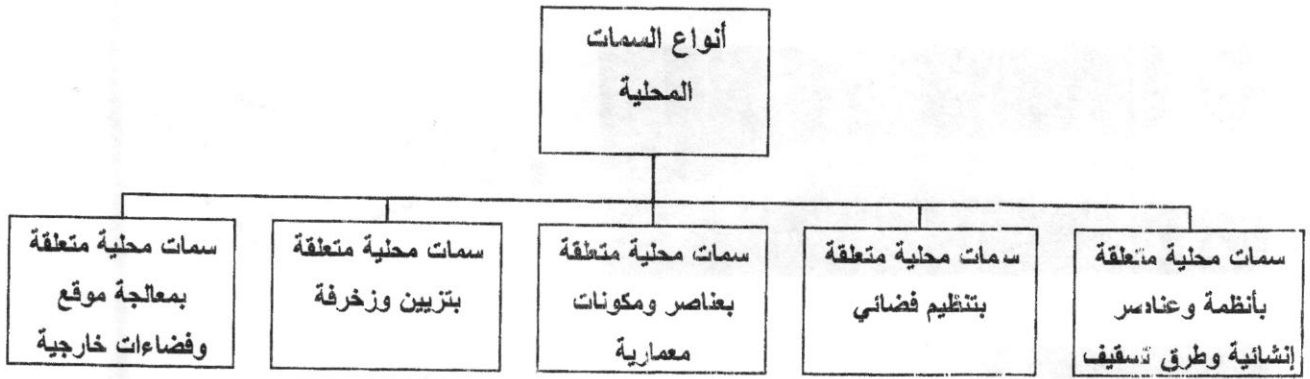 أنواع السمات
المحلية
سمات محلية متعلقة
بأنظمة وعناصر
إنشائية وطرق تسقيف
سمات محلية متعلقة
بتنظيم فضائي
سمات محلية متعلقة
بعناصر ومكونات
معمارية
سمات محلية متعلقة
بتزيين وزخرفة
سمات محلية متعلقة
بمعالجة موقع
وفضاءات خارجية